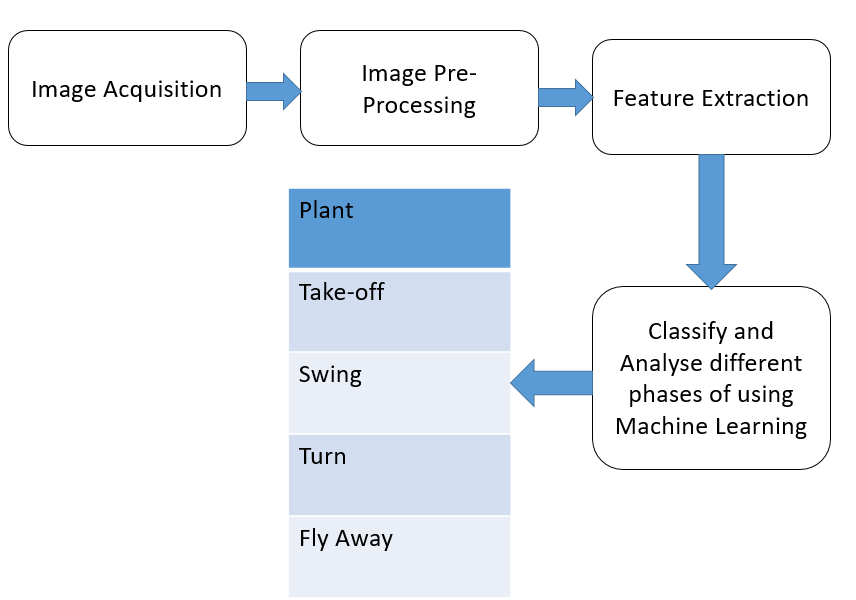 Image Acquisition
Image Pre-
Processing
Feature Extraction
Classify and
Analyse different
phases of using
Machine Learning
Plant
Take-off
Swing
Turn
Fly Away